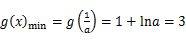 g(x)min = g(1/a) = 1 + lna = 3